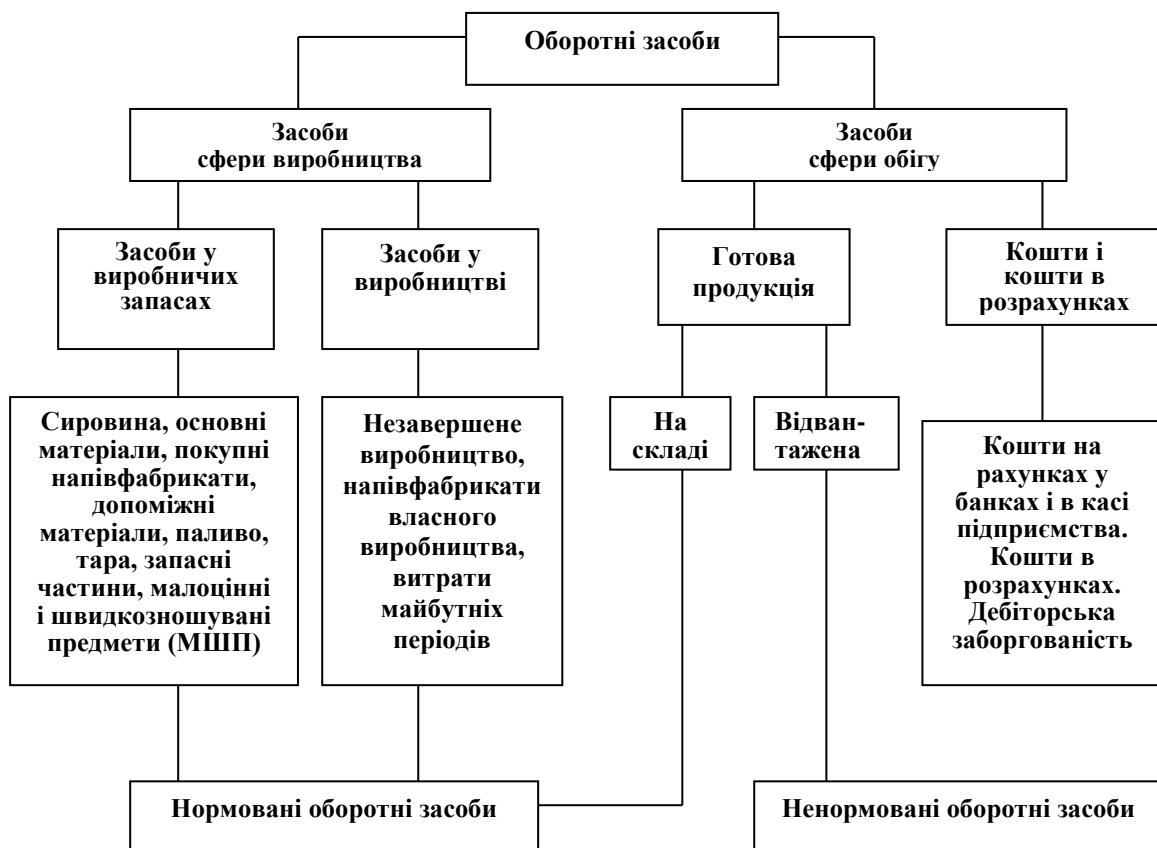 Оборотні засоби
Засоби
сфери виробництва
Засоби
сфери обігу
Засоби у
виробничих
запасах
Засоби у
виробництві
Готова
продукція
Кошти і
кошти в
розрахунках
Сировина, основні
матеріали, покупні
напівфабрикати,
допоміжні
матеріали, паливо,
тара, запасні
частини, малоцінні
і швидкозношувані
предмети (МШП)
Незавершене
виробництво,
напівфабрикати
власного
виробництва,
витрати
майбутніх
періодів
На
складі
Відван-
тажена
Кошти на
рахунках у
банках і в касі
підприємства.
Кошти в
розрахунках.
Дебіторська
заборгованість
Нормовані оборотні засоби
Ненормовані оборотні засоби